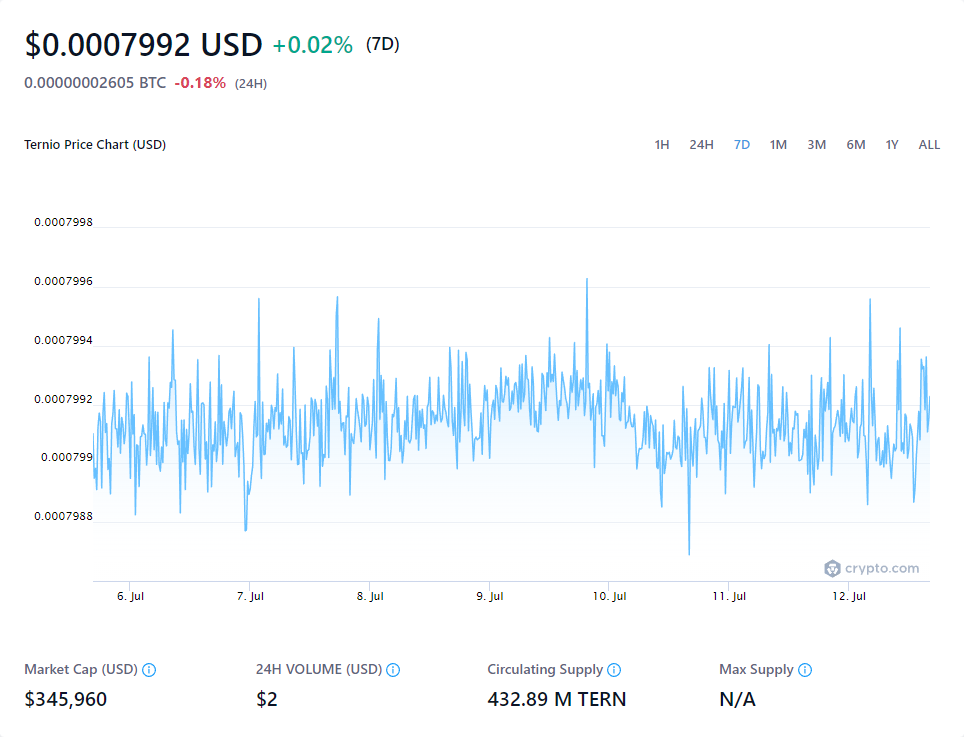 $0.0007992 USD +0.02% (7D)
0.00000002605 BTC -0.18% (24H)
Ternio Price Chart (USD) 1H 24H 7D 1M 3M 6M 1Y ALL
0.0007998
0.0007996
0.0007994
0.0007992
0.000799
0.0007988
crypto.com
6. Jul 7. Jul 8. Jul 9. Jul 10. Jul 11. Jul 12. Jul
Market Cap (USD) 24H VOLUME (USD) Circulating Supply Max Supply
$345,960 $2 432.89 M TERN N/A